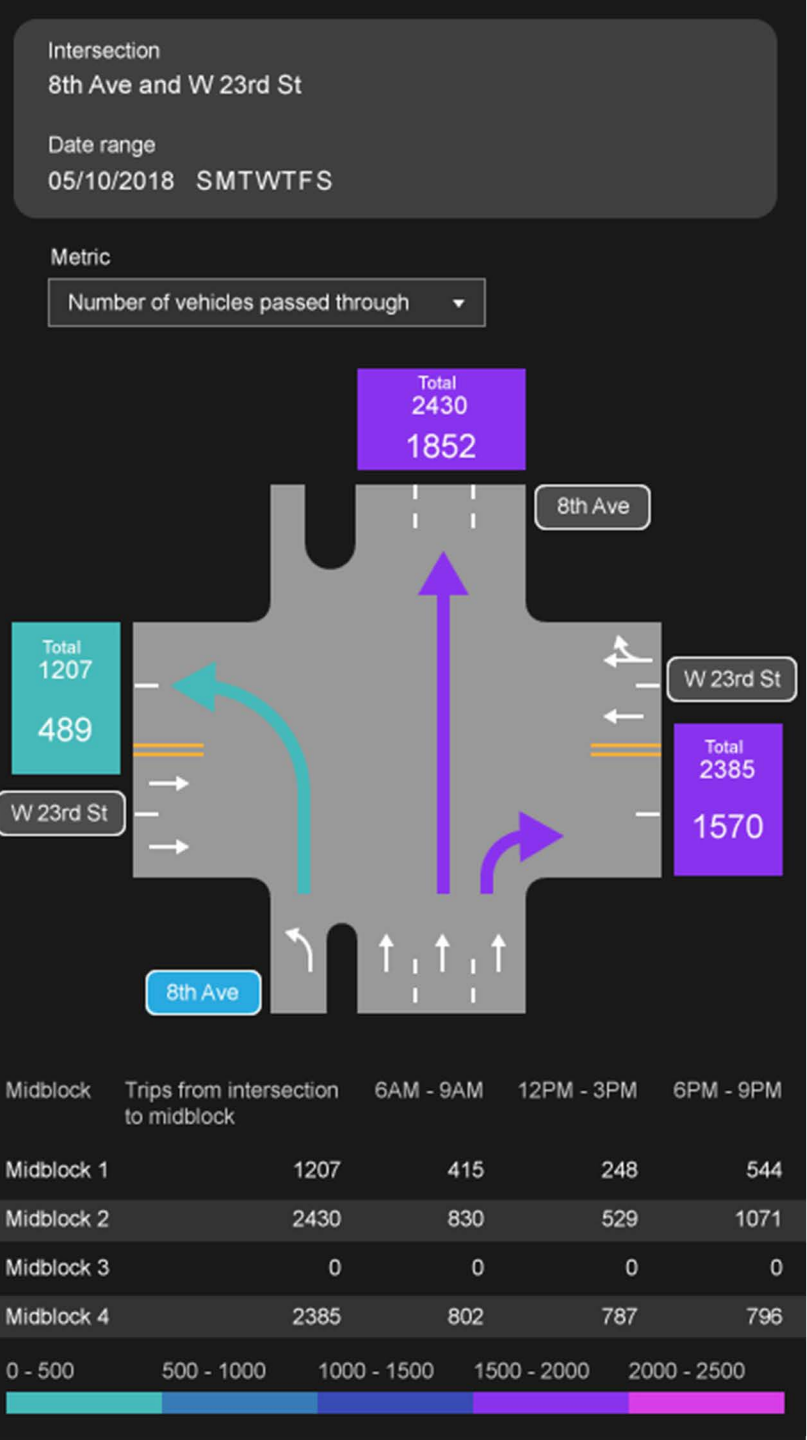 Intersection
8th Ave and W 23rd St
Date range
05/10/2018 SMTWTFS
Metric
Number of vehicles passed through
Total
2430
1852
8th Ave
Total
1207
489
W 23rd St
W 23rd St
Total
2385
1570
8th Ave
Midblock Trips from intersection to midblock 6AM - 9AM 12PM - 3PM 6PM - 9PM
Midblock 1 1207 415 248 544
Midblock 2 2430 830 529 1071
Midblock 3 0 0 0 0
Midblock 4 2385 802 787 796
0 - 500 500 - 1000 1000 - 1500 1500 - 2000 2000 - 2500